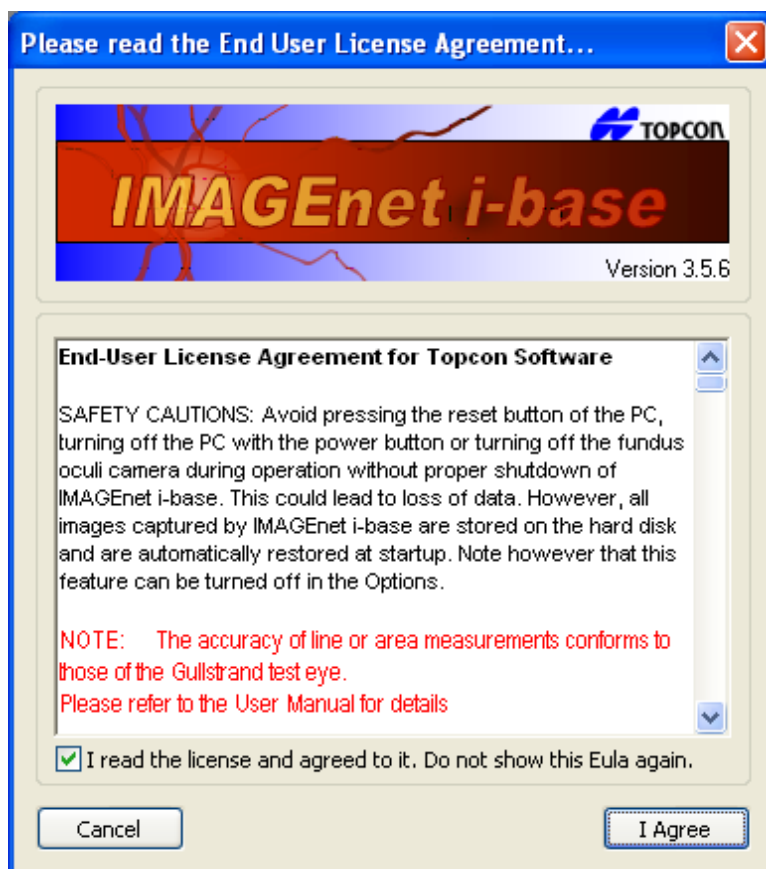 Please read the End User License Agreement...
TOPCON
IMAGEnet i-base
Version 3.5.6
End-User License Agreement for Topcon Software
SAFETY CAUTIONS: Avoid pressing the reset button of the PC,
turning off the PC with the power button or turning off the fundus
oculi camera during operation without proper shutdown of
IMAGEnet i-base. This could lead to loss of data. However, all
images captured by IMAGEnet i-base are stored on the hard disk
and are automatically restored at startup. Note however that this
feature can be turned off in the Options.
NOTE: The accuracy of line or area measurements conforms to
those of the Gullstrand test eye.
Please refer to the User Manual for details
I read the license and agreed to it. Do not show this Eula again.
Cancel
I Agree